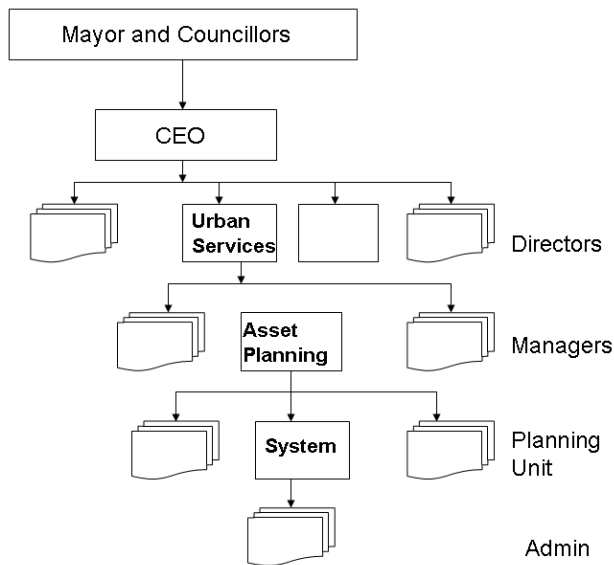 Mayor and Councillors
CEO
Urban
Services
Directors
Asset
Planning
Managers
System
Planning
Unit
Admin